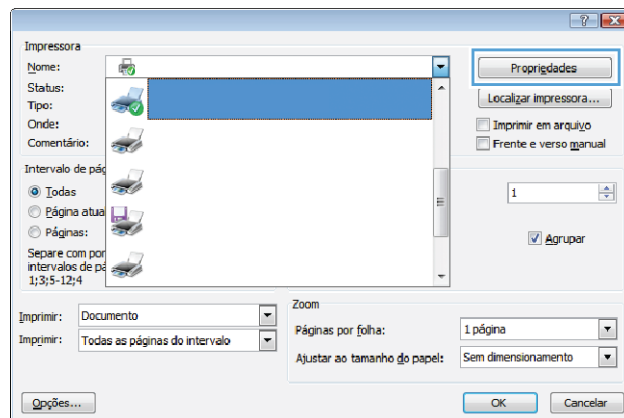 Impressora
Nome:
Propriedades
Status:
Tipo:
Localizar impressora...
Onde:
Imprimir em arquivo
Comentário:
Frente e verso manual
Intervalo de pág
Todas
1
Página atua
Páginas:
Agrupar
Separe com por
intervalos de pá
1;3;5-12;4
Imprimir: Documento
Imprimir: Todas as páginas do intervalo
Zoom
Páginas por folha: 1 página
Ajustar ao tamanho do papel: Sem dimensionamento
Opções...
OK
Cancelar